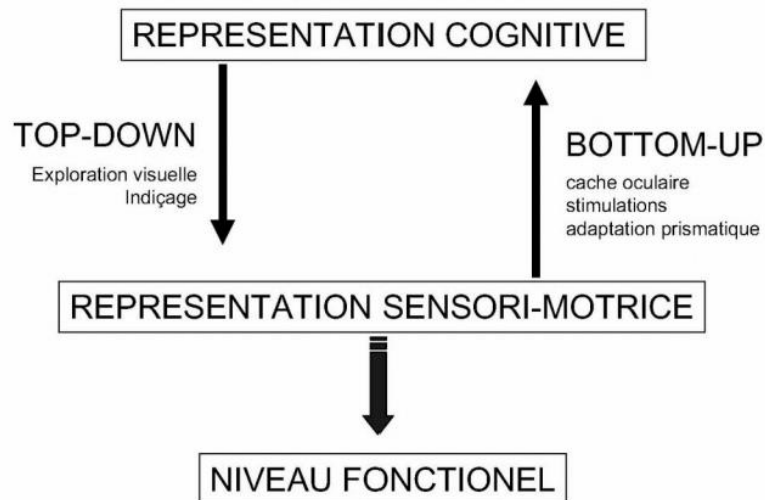 REPRESENTATION COGNITIVE
TOP-DOWN
Exploration visuelle
Indiçage
BOTTOM-UP
cache oculaire
stimulations
adaptation prismatique
REPRESENTATION SENSORI-MOTRICE
NIVEAU FONCTIONEL